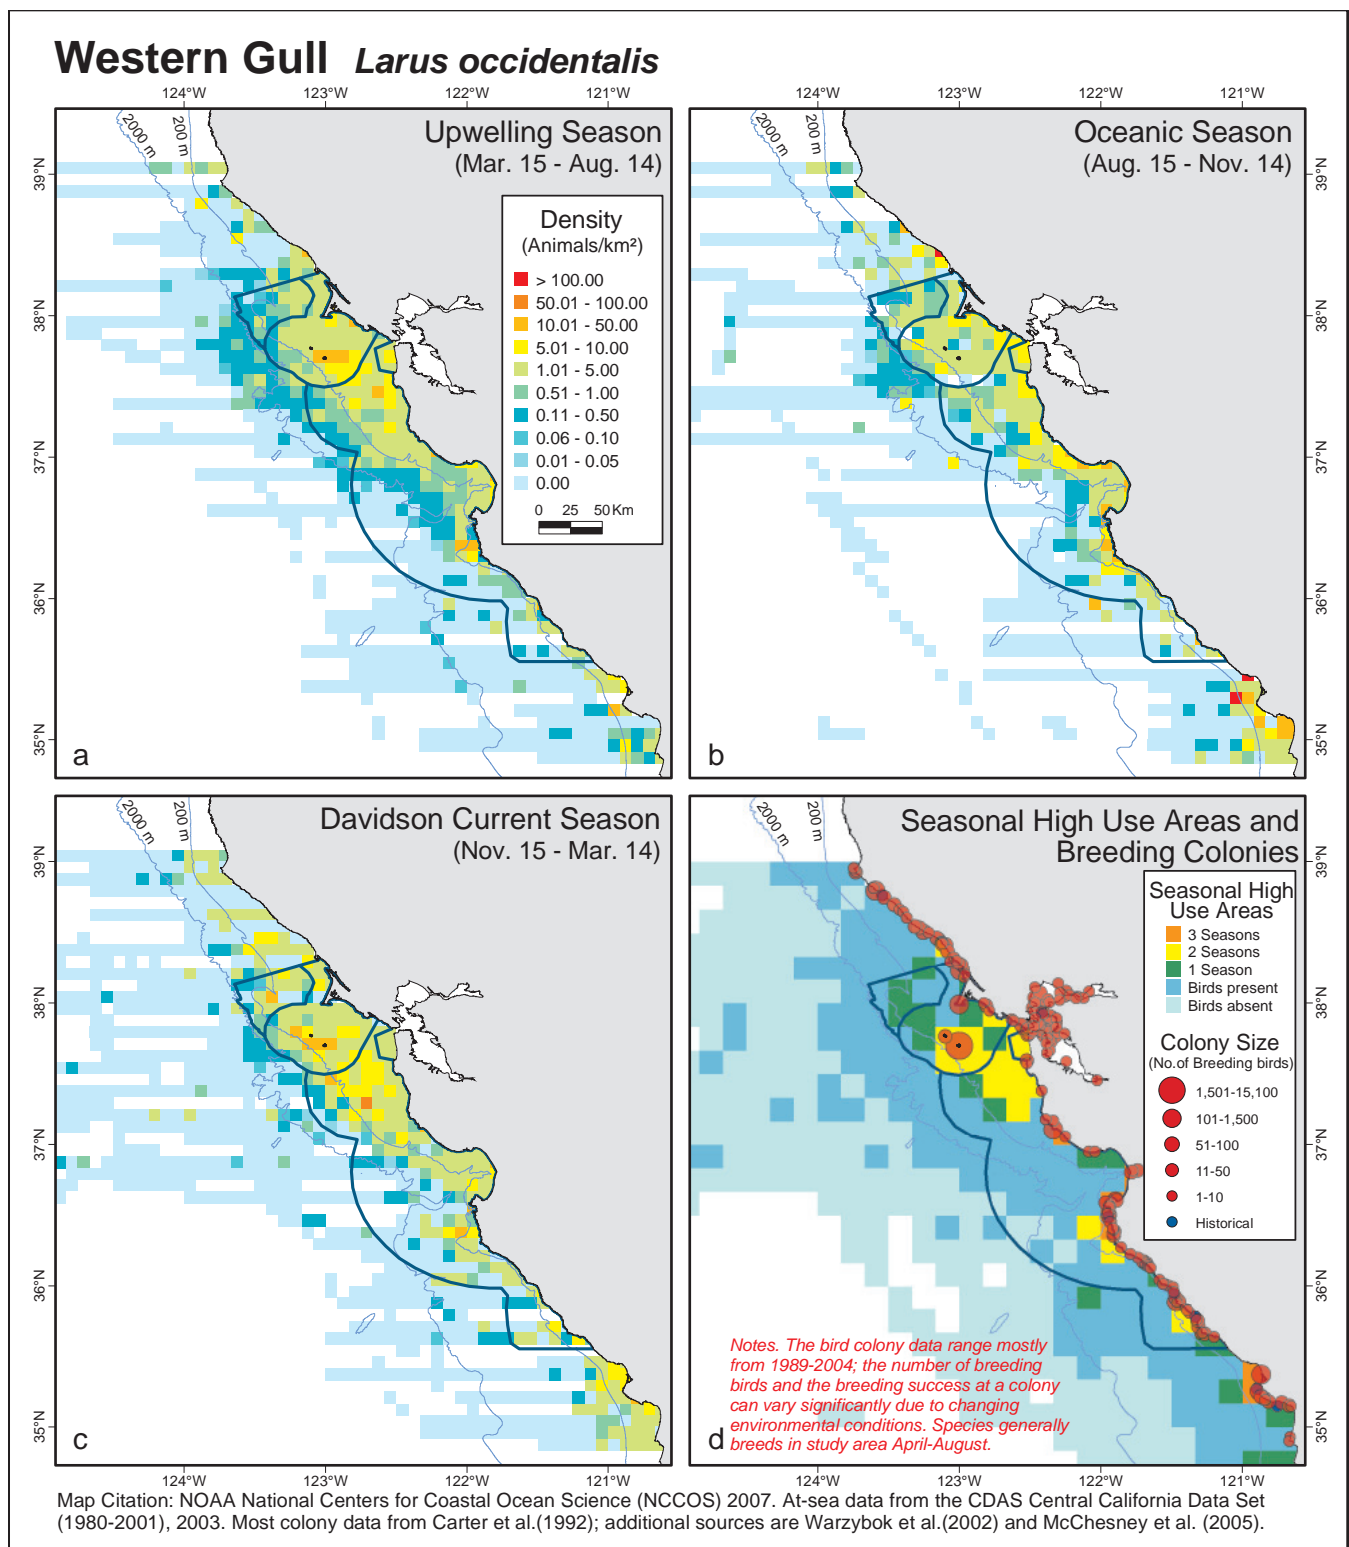 Western Gull Larus occidentalis
124°W 123°W 122°W 121°W
124°W 123°W 122°W 121°W
2000 m
200 m
Upwelling Season
(Mar. 15 - Aug. 14)
39°N
38°N
37°N
36°N
35°N
Density
(Animals/km²)
> 100.00
50.01 - 100.00
10.01 - 50.00
5.01 - 10.00
1.01 - 5.00
0.51 - 1.00
0.11 - 0.50
0.06 - 0.10
0.01 - 0.05
0.00
0 25 50 Km
a
2000 m
200 m
Oceanic Season
(Aug. 15 - Nov. 14)
39°N
38°N
37°N
36°N
35°N
b
2000 m
200 m
Davidson Current Season
(Nov. 15 - Mar. 14)
39°N
38°N
37°N
36°N
35°N
c
2000 m
200 m
Seasonal High Use Areas and
Breeding Colonies
39°N
38°N
37°N
36°N
35°N
Seasonal High
Use Areas
3 Seasons
2 Seasons
1 Season
Birds present
Birds absent
Colony Size
(No.of Breeding birds)
1,501-15,100
101-1,500
51-100
11-50
1-10
Historical
Notes. The bird colony data range mostly
from 1989-2004; the number of breeding
birds and the breeding success at a colony
can vary significantly due to changing
environmental conditions. Species generally
breeds in study area April-August.
d
124°W 123°W 122°W 121°W
124°W 123°W 122°W 121°W
Map Citation: NOAA National Centers for Coastal Ocean Science (NCCOS) 2007. At-sea data from the CDAS Central California Data Set
(1980-2001), 2003. Most colony data from Carter et al.(1992); additional sources are Warzybok et al.(2002) and McChesney et al. (2005).